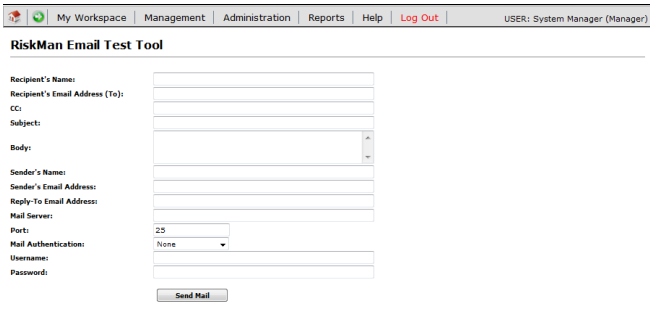 My Workspace Management Administration Reports Help Log Out USER: System Manager (Manager)
RiskMan Email Test Tool
Recipient's Name:
Recipient's Email Address (To):
CC:
Subject:
Body:
Sender's Name:
Sender's Email Address:
Reply-To Email Address:
Mail Server:
Port: 25
Mail Authentication: None
Username:
Password:
Send Mail